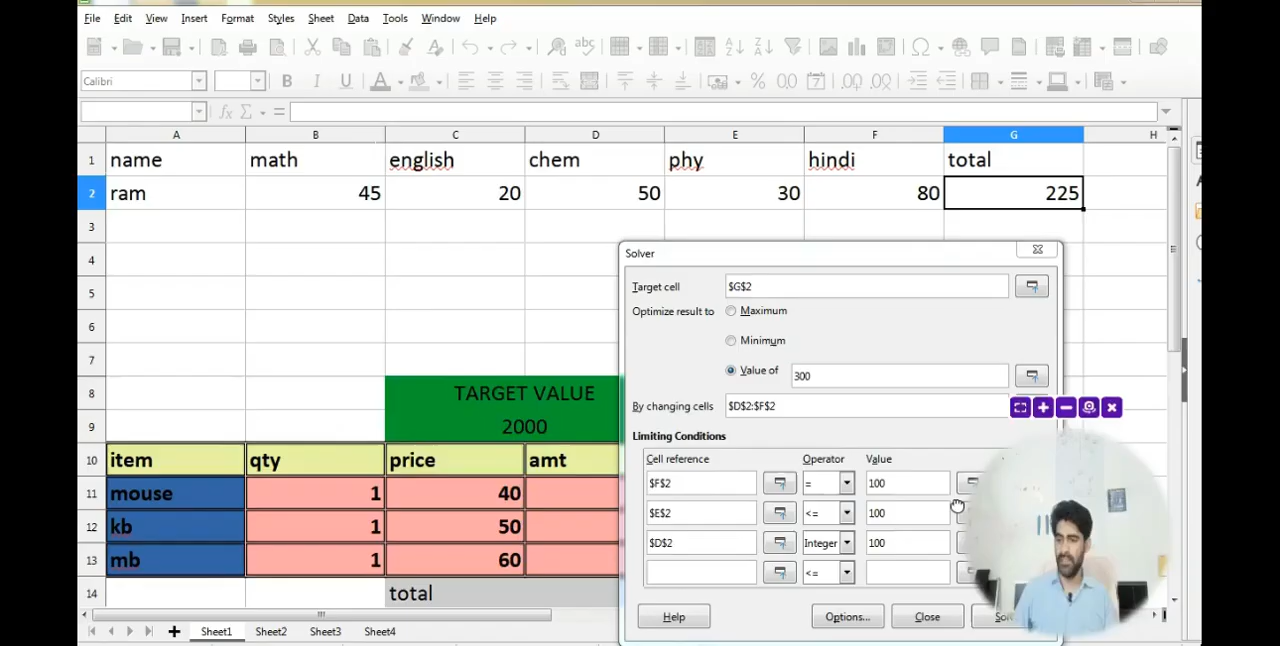 File Edit View Insert Format Styles Sheet Data Tools Window Help
Calibri
A B C D E F G H
1 name math english chem phy hindi total
2 ram 45 20 50 30 80 225
3
4
5
6
7
8 TARGET VALUE
9 2000
10 item qty price amt
11 mouse 1 40
12 kb 1 50
13 mb 1 60
14 total
Sheet1 Sheet2 Sheet3 Sheet4
Solver
Target cell $G$2
Optimize result to Maximum
Minimum
Value of 300
By changing cells $D$2:$F$2
Limiting Conditions
Cell reference Operator Value
$F$2 = 100
$E$2 <= 100
$D$2 Integer 100
<=
Help Options... Close